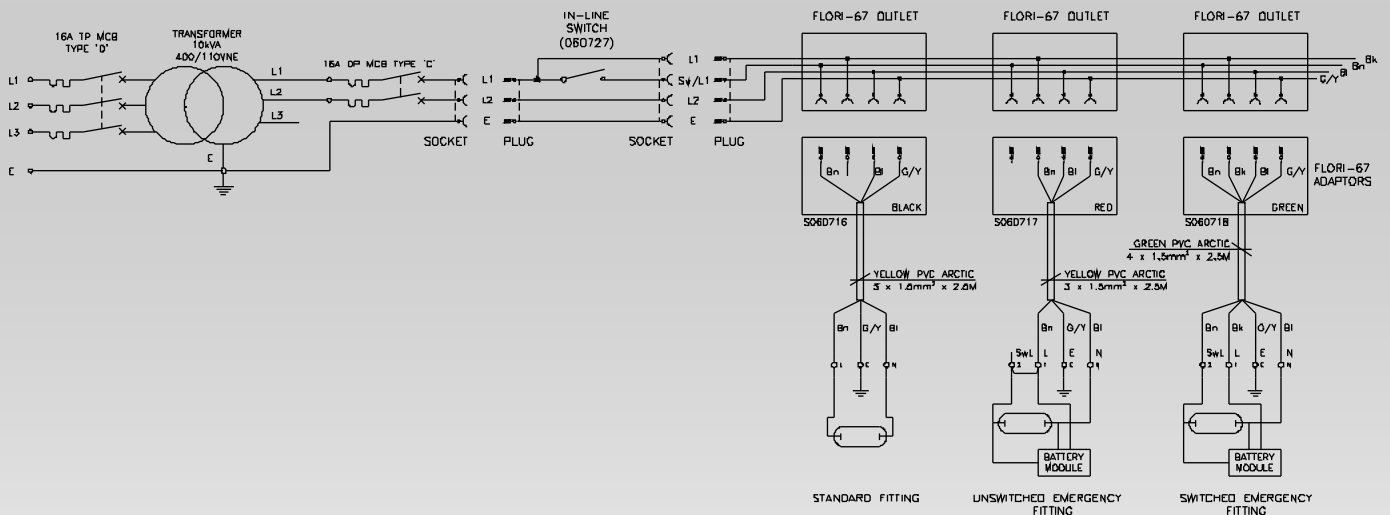 16A TP MCB
TYPE 'D'
TRANSFORMER
10kVA
400/110VNE
16A DP MCB TYPE 'C'
IN-LINE
SWITCH
(060727)
FLORI-67 OUTLET
FLORI-67 OUTLET
FLORI-67 OUTLET
L1
L2
L3
E
L1
L2
L3
E
L1
L2
E
SOCKET
PLUG
L1
SW/L1
L2
E
SOCKET
PLUG
Bk
Bn
Bl
G/Y
Bn
Bl
G/Y
BLACK
S060716
Bn
Bl
G/Y
RED
S060717
Bn
Bk
Bl
G/Y
GREEN
S060718
FLORI-67
ADAPTORS
GREEN PVC ARCTIC
4 x 1.5mm² x 2.5M
YELLOW PVC ARCTIC
3 x 1.5mm² x 2.5M
YELLOW PVC ARCTIC
3 x 1.5mm² x 2.5M
Bn
G/Y
Bl
L
E
N
Bn
G/Y
Bl
SwL
L
E
N
2
1
E
N
BATTERY
MODULE
Bn
Bk
G/Y
Bl
SwL
L
E
N
2
1
E
N
BATTERY
MODULE
STANDARD FITTING
UNSWITCHED EMERGENCY
FITTING
SWITCHED EMERGENCY
FITTING